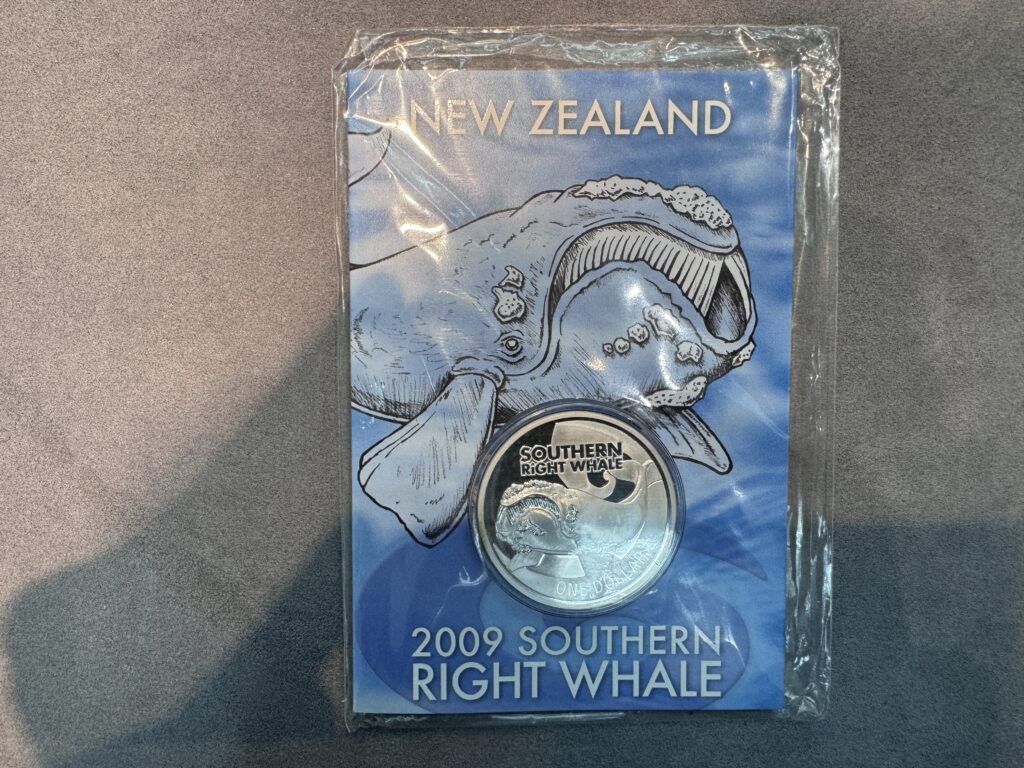 NEW ZEALAND
SOUTHERN
RiGHT WHALE
ONE DOLLAR
2009 SOUTHERN
RIGHT WHALE